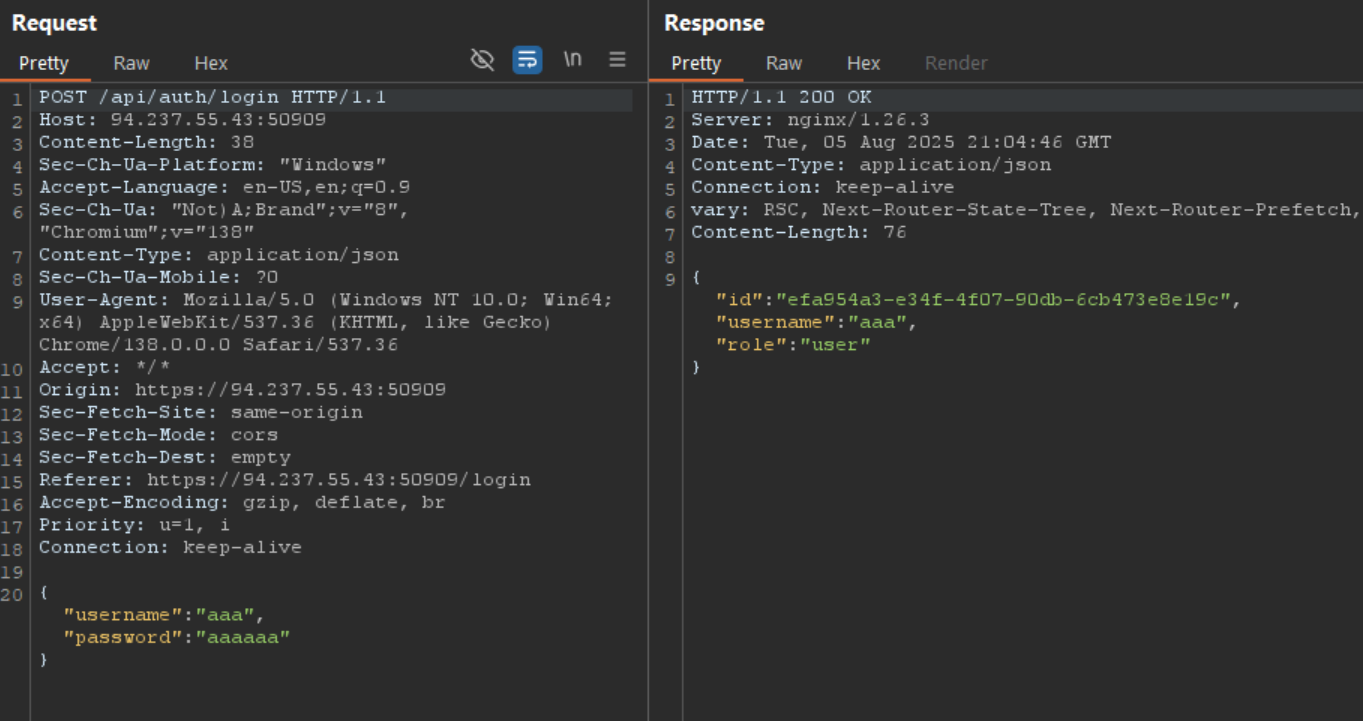 Request
Pretty Raw Hex \n
1 POST /api/auth/login HTTP/1.1
2 Host: 94.237.55.43:50909
3 Content-Length: 38
4 Sec-Ch-Ua-Platform: "Windows"
5 Accept-Language: en-US,en;q=0.9
6 Sec-Ch-Ua: "Not)A;Brand";v="8",
"Chromium";v="138"
7 Content-Type: application/json
8 Sec-Ch-Ua-Mobile: ?0
9 User-Agent: Mozilla/5.0 (Windows NT 10.0; Win64;
x64) AppleWebKit/537.36 (KHTML, like Gecko)
Chrome/138.0.0.0 Safari/537.36
10 Accept: */*
11 Origin: https://94.237.55.43:50909
12 Sec-Fetch-Site: same-origin
13 Sec-Fetch-Mode: cors
14 Sec-Fetch-Dest: empty
15 Referer: https://94.237.55.43:50909/login
16 Accept-Encoding: gzip, deflate, br
17 Priority: u=1, i
18 Connection: keep-alive
19
20 {
"username":"aaa",
"password":"aaaaaa"
}
Response
Pretty Raw Hex Render
1 HTTP/1.1 200 OK
2 Server: nginx/1.26.3
3 Date: Tue, 05 Aug 2025 21:04:46 GMT
4 Content-Type: application/json
5 Connection: keep-alive
6 vary: RSC, Next-Router-State-Tree, Next-Router-Prefetch,
7 Content-Length: 76
8
9 {
"id":"efa954a3-e34f-4f07-90db-6cb473e8e19c",
"username":"aaa",
"role":"user"
}